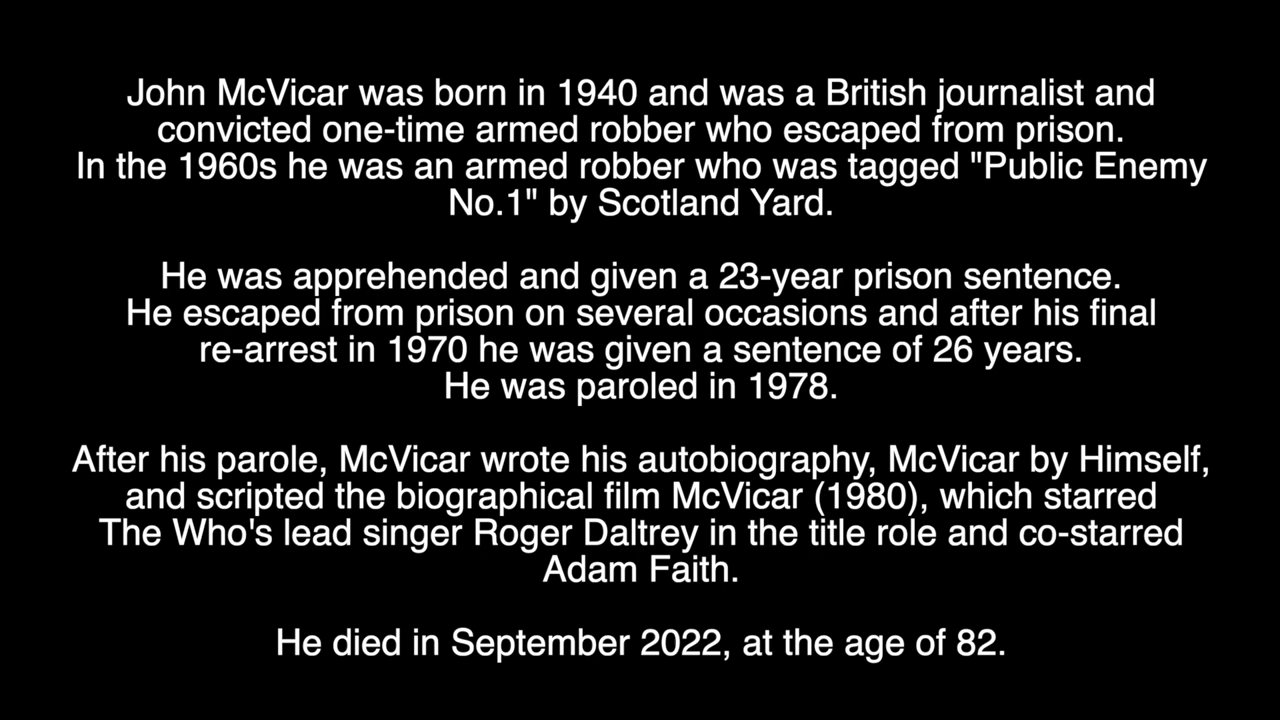 John McVicar was born in 1940 and was a British journalist and
convicted one-time armed robber who escaped from prison.
In the 1960s he was an armed robber who was tagged "Public Enemy
No.1" by Scotland Yard.
He was apprehended and given a 23-year prison sentence.
He escaped from prison on several occasions and after his final
re-arrest in 1970 he was given a sentence of 26 years.
He was paroled in 1978.
After his parole, McVicar wrote his autobiography, McVicar by Himself,
and scripted the biographical film McVicar (1980), which starred
The Who's lead singer Roger Daltrey in the title role and co-starred
Adam Faith.
He died in September 2022, at the age of 82.